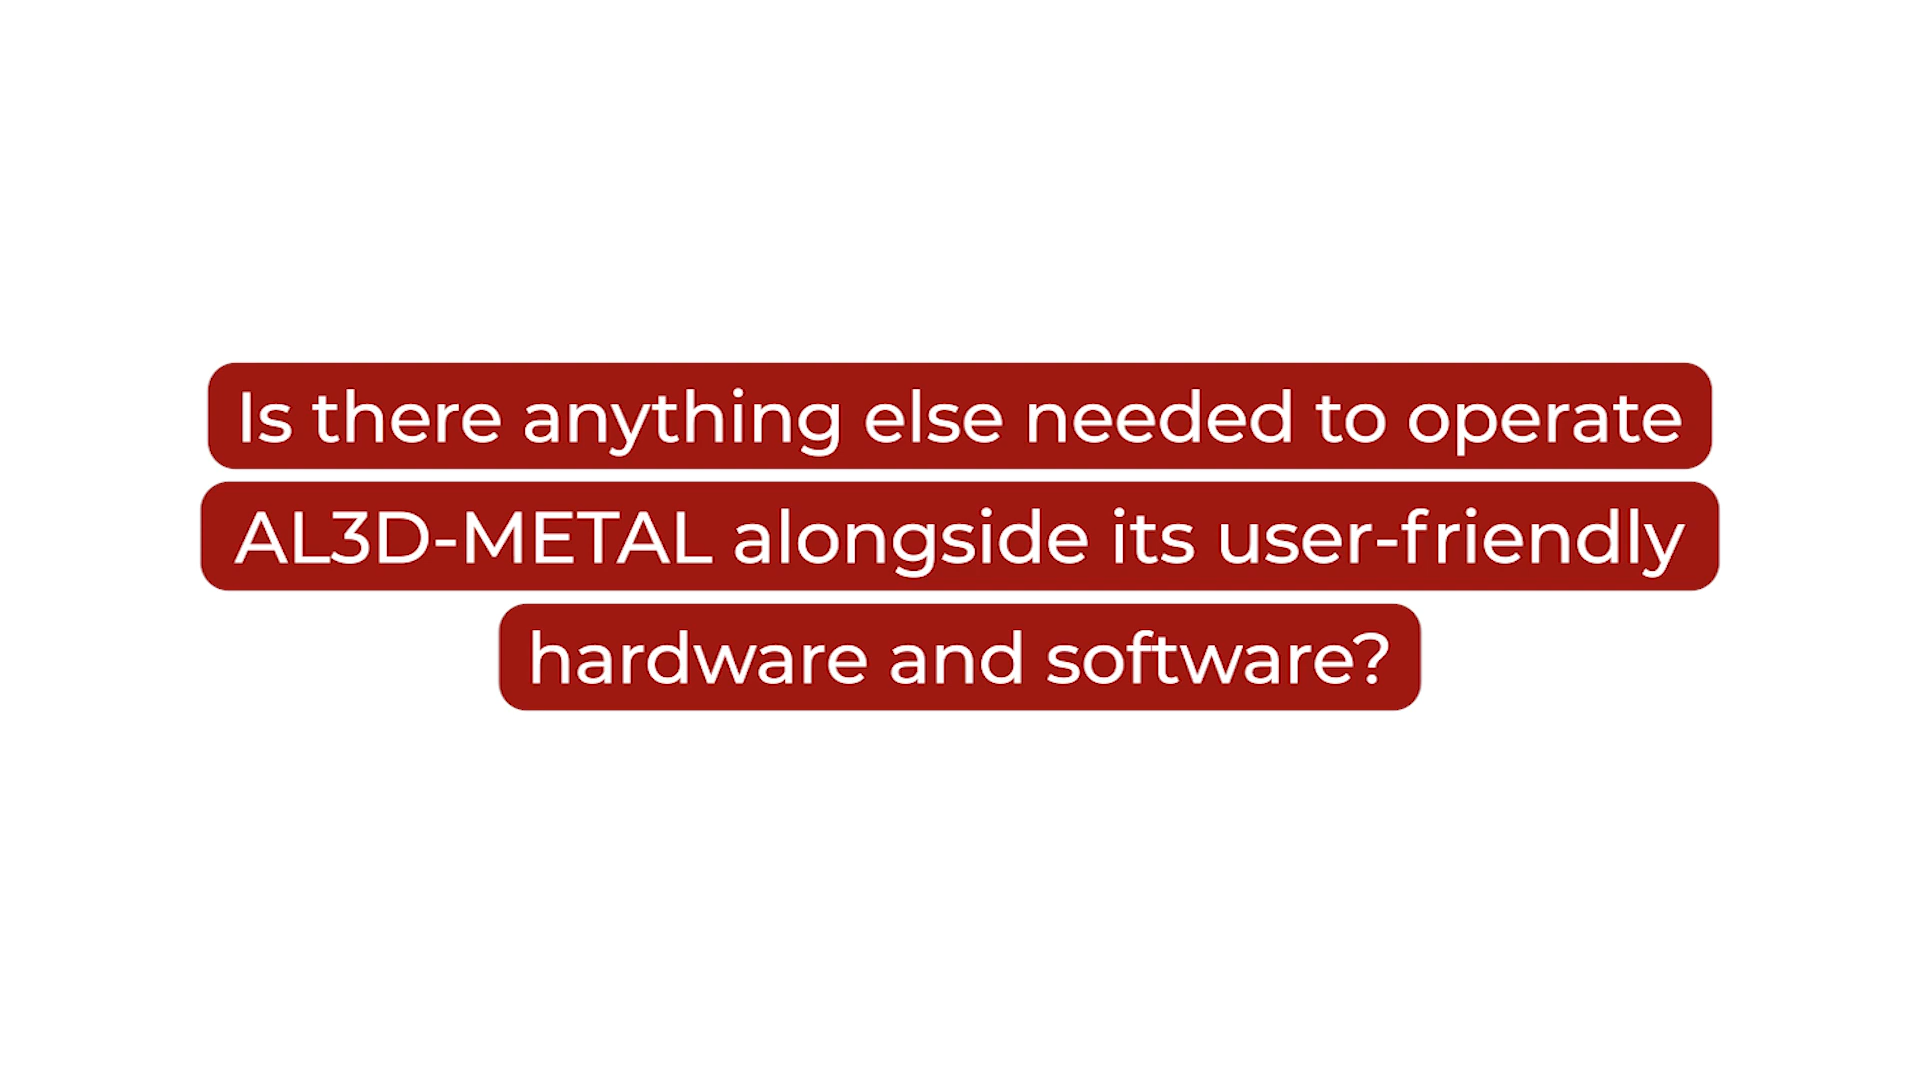 Is there anything else needed to operate
AL3D-METAL alongside its user-friendly
hardware and software?